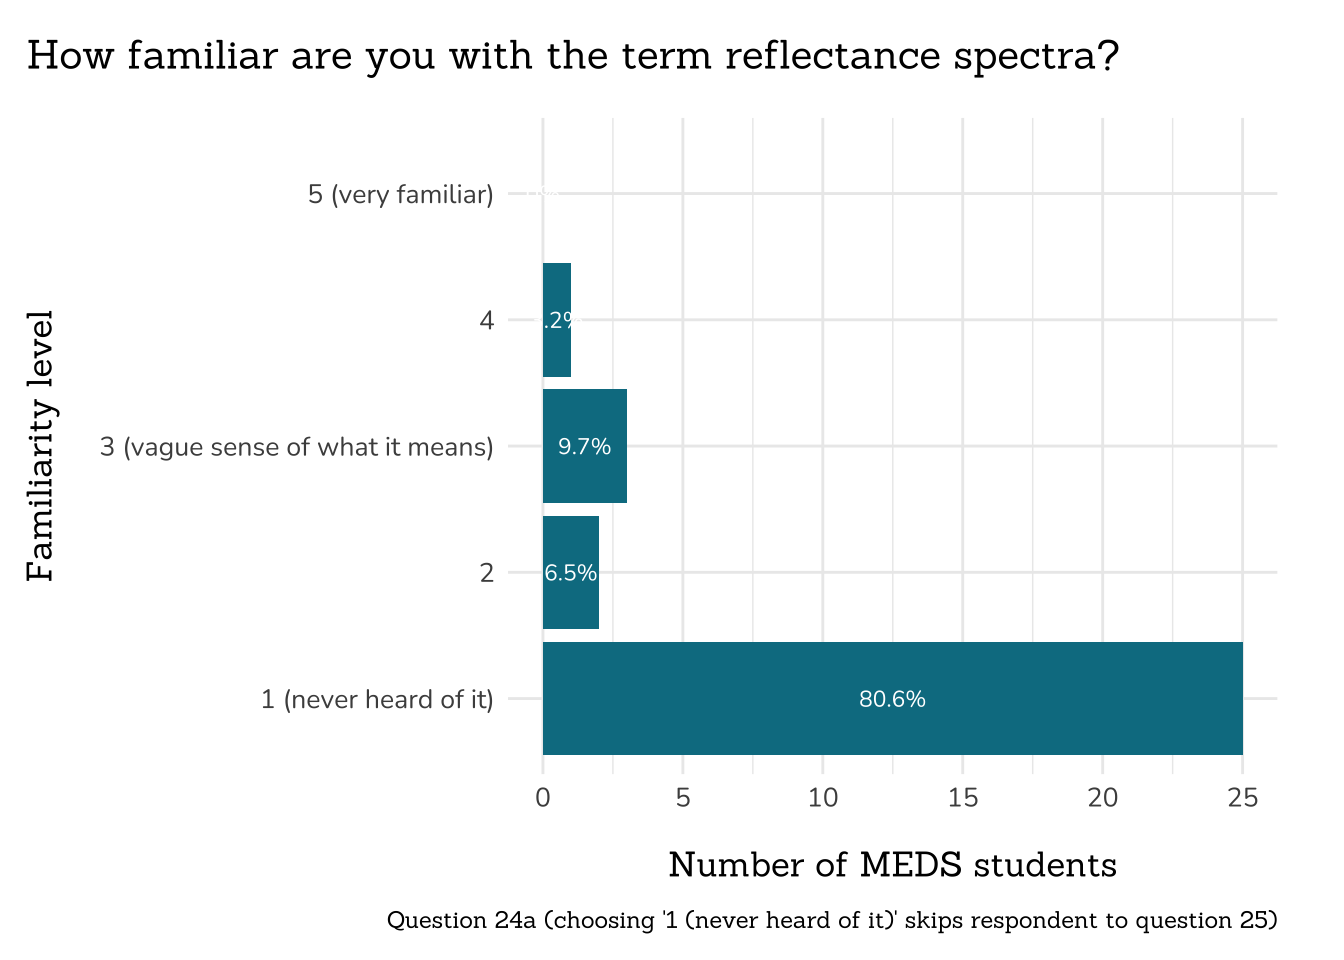 How familiar are you with the term reflectance spectra?
5 (very familiar)
4
.2%
3 (vague sense of what it means)
9.7%
2
6.5%
1 (never heard of it)
80.6%
Familiarity level
0 5 10 15 20 25
Number of MEDS students
Question 24a (choosing '1 (never heard of it)' skips respondent to question 25)